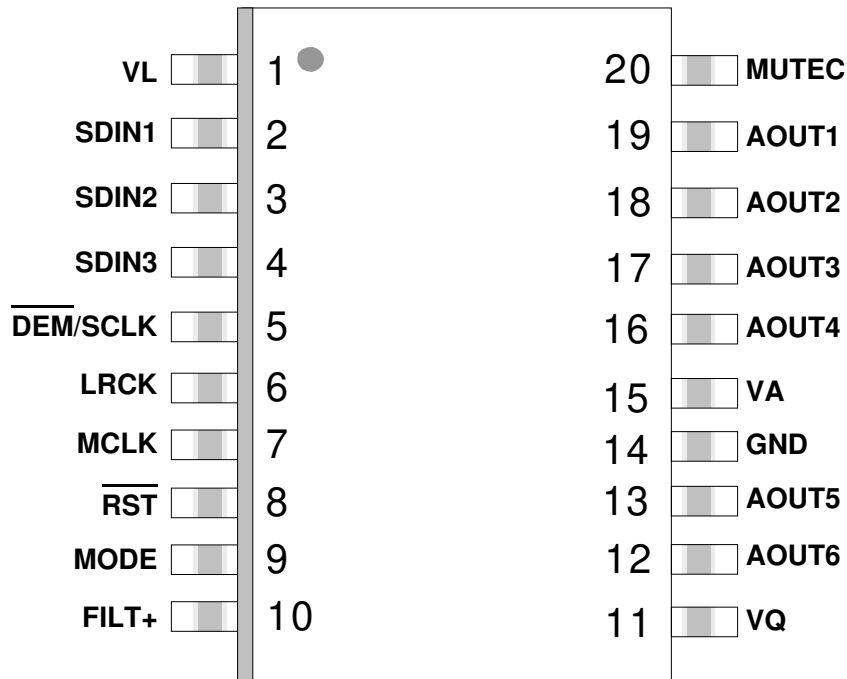 VL 1 20 MUTEC
SDIN1 2 19 AOUT1
SDIN2 3 18 AOUT2
SDIN3 4 17 AOUT3
DEM/SCLK 5 16 AOUT4
LRCK 6 15 VA
MCLK 7 14 GND
RST 8 13 AOUT5
MODE 9 12 AOUT6
FILT+ 10 11 VQ